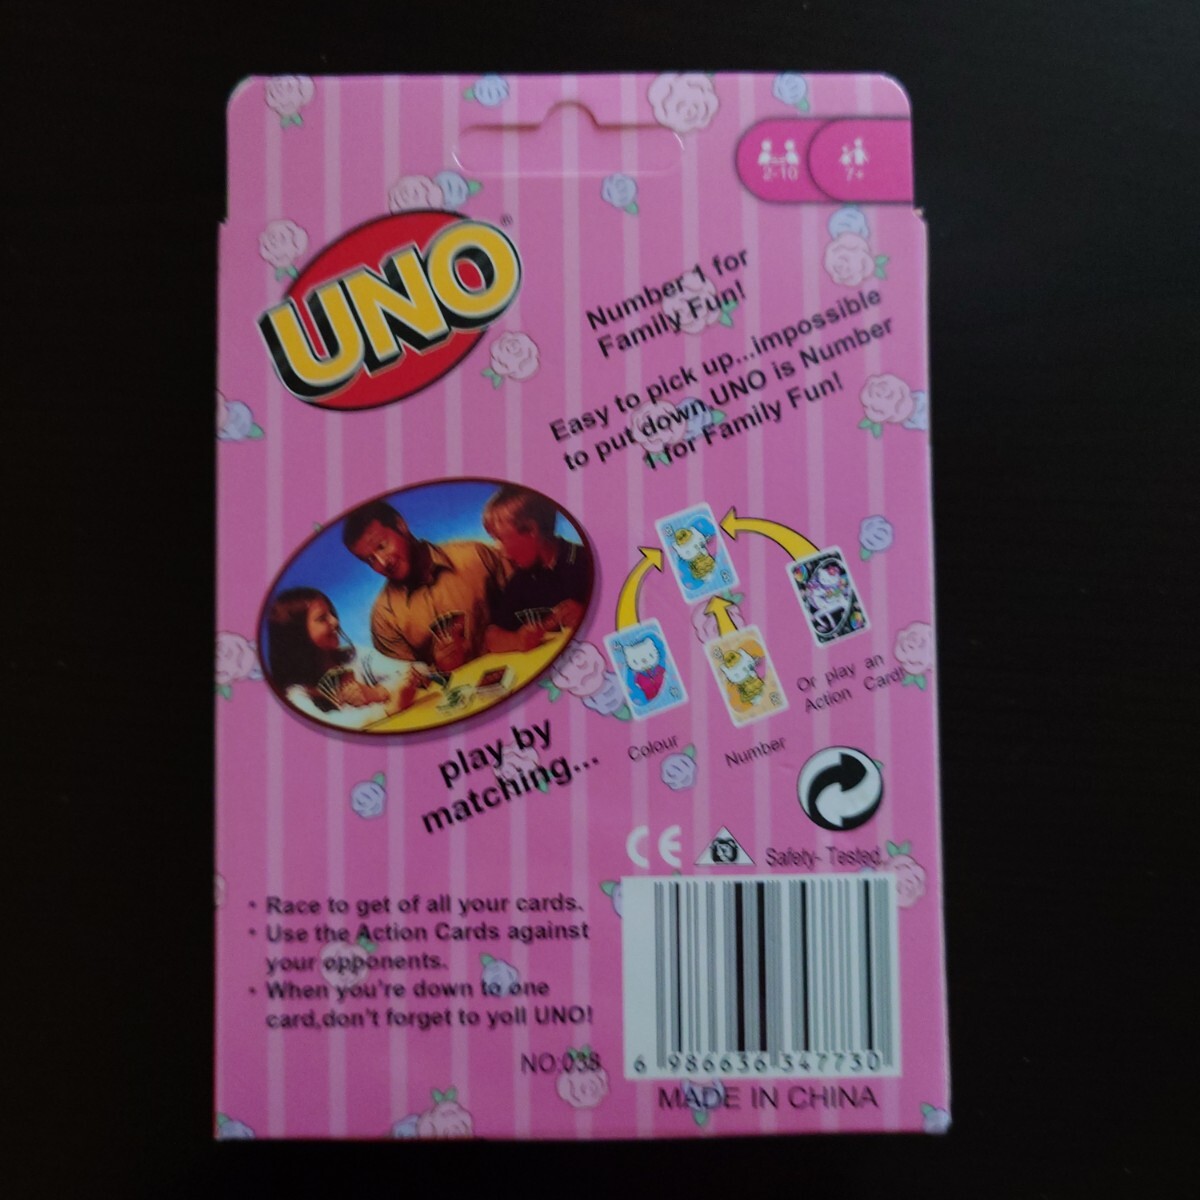 2-10
7+
UNO®
Number 1 for
Family Fun!
Easy to pick up...impossible
to put down.UNO is Number
1 for Family Fun!
play by
matching...
Colour
Number
Or play an
Action Card!
CE
Safety- Tested
• Race to get of all your cards.
• Use the Action Cards against
your opponents.
• When you're down to one
card,don't forget to yoll UNO!
NO:038
6 986636 347730
MADE IN CHINA